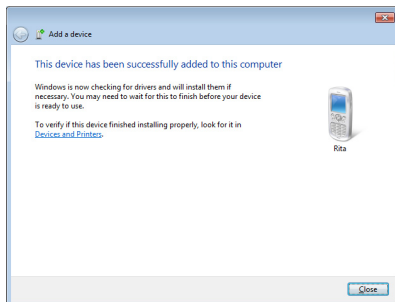 Add a device
This device has been successfully added to this computer
Windows is now checking for drivers and will install them if
necessary. You may need to wait for this to finish before your device
is ready to use.
To verify if this device finished installing properly, look for it in
Devices and Printers.
Rita
Close